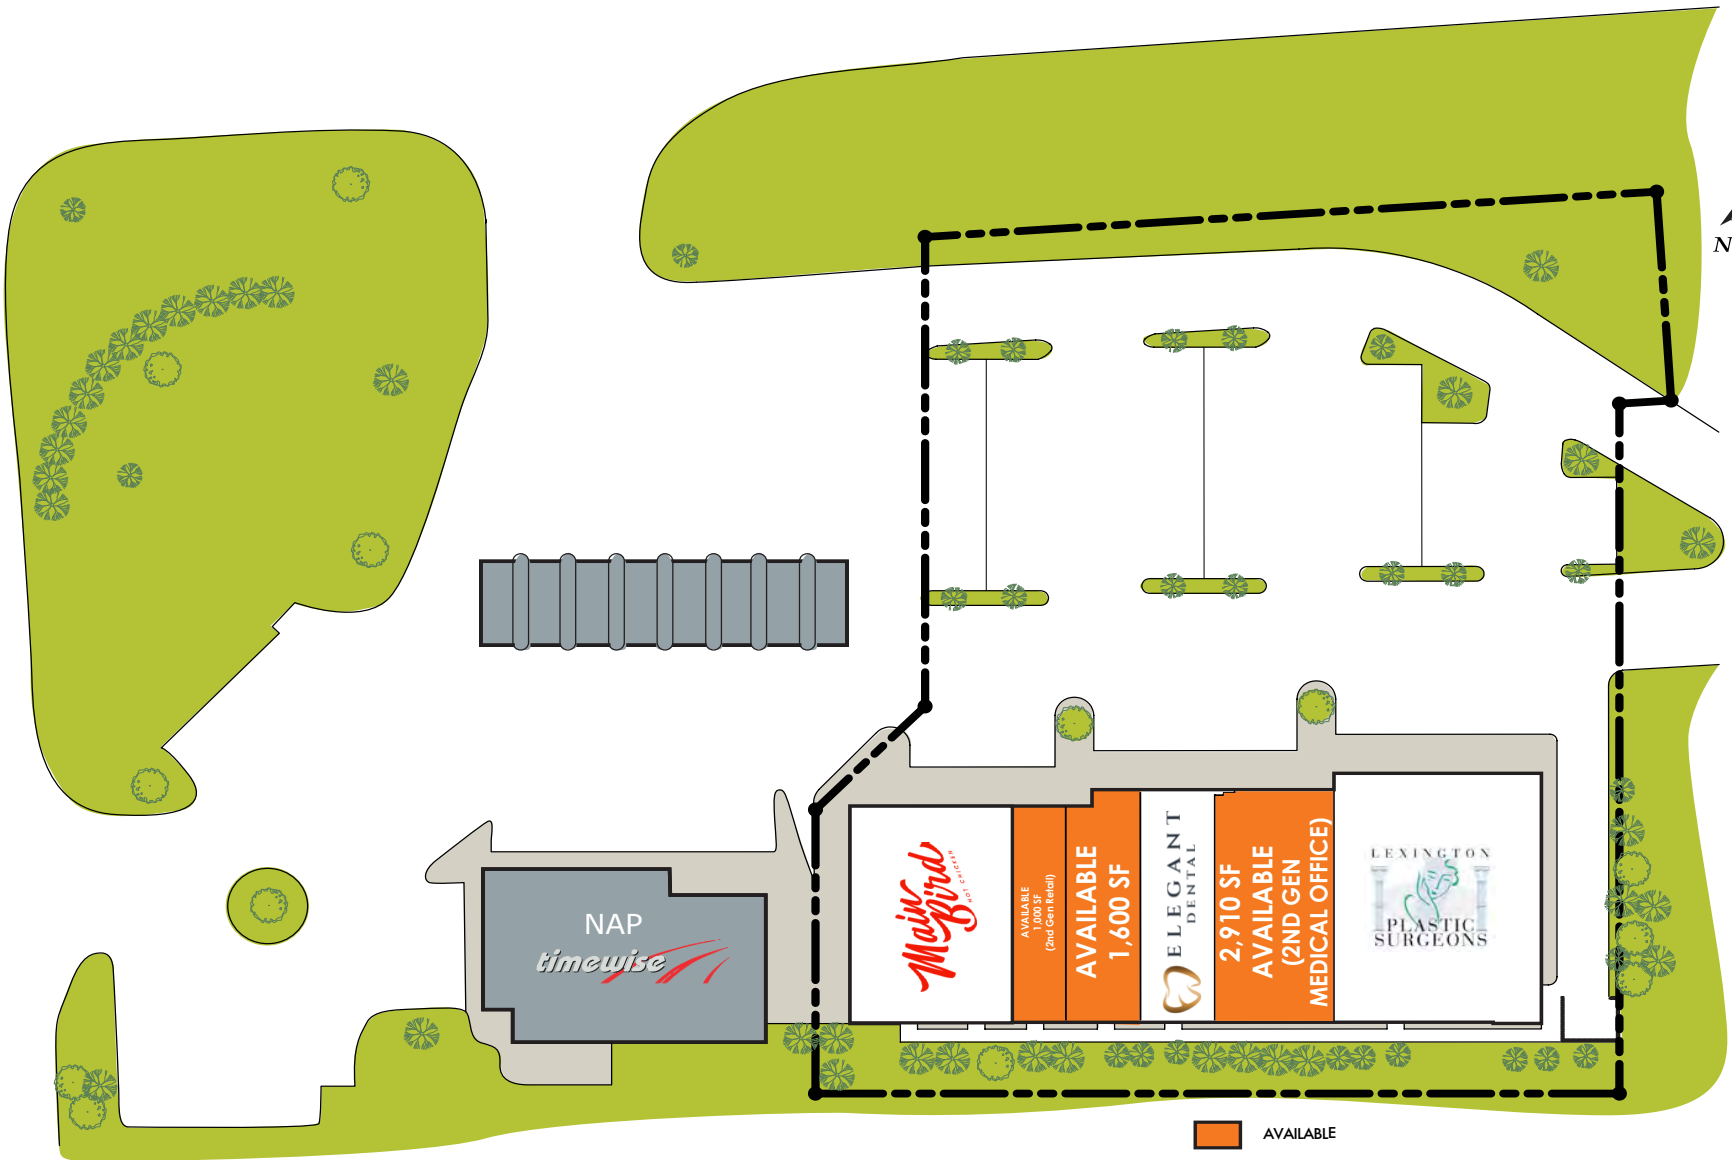 N
NAP
timewise
Main
Bird
HOT CHICKEN
AVAILABLE
1,000 SF
(2nd Gen Retail)
AVAILABLE
1,600 SF
ELEGANT
DENTAL
2,910 SF
AVAILABLE
(2ND GEN
MEDICAL OFFICE)
LEXINGTON
PLASTIC
SURGEONS
AVAILABLE